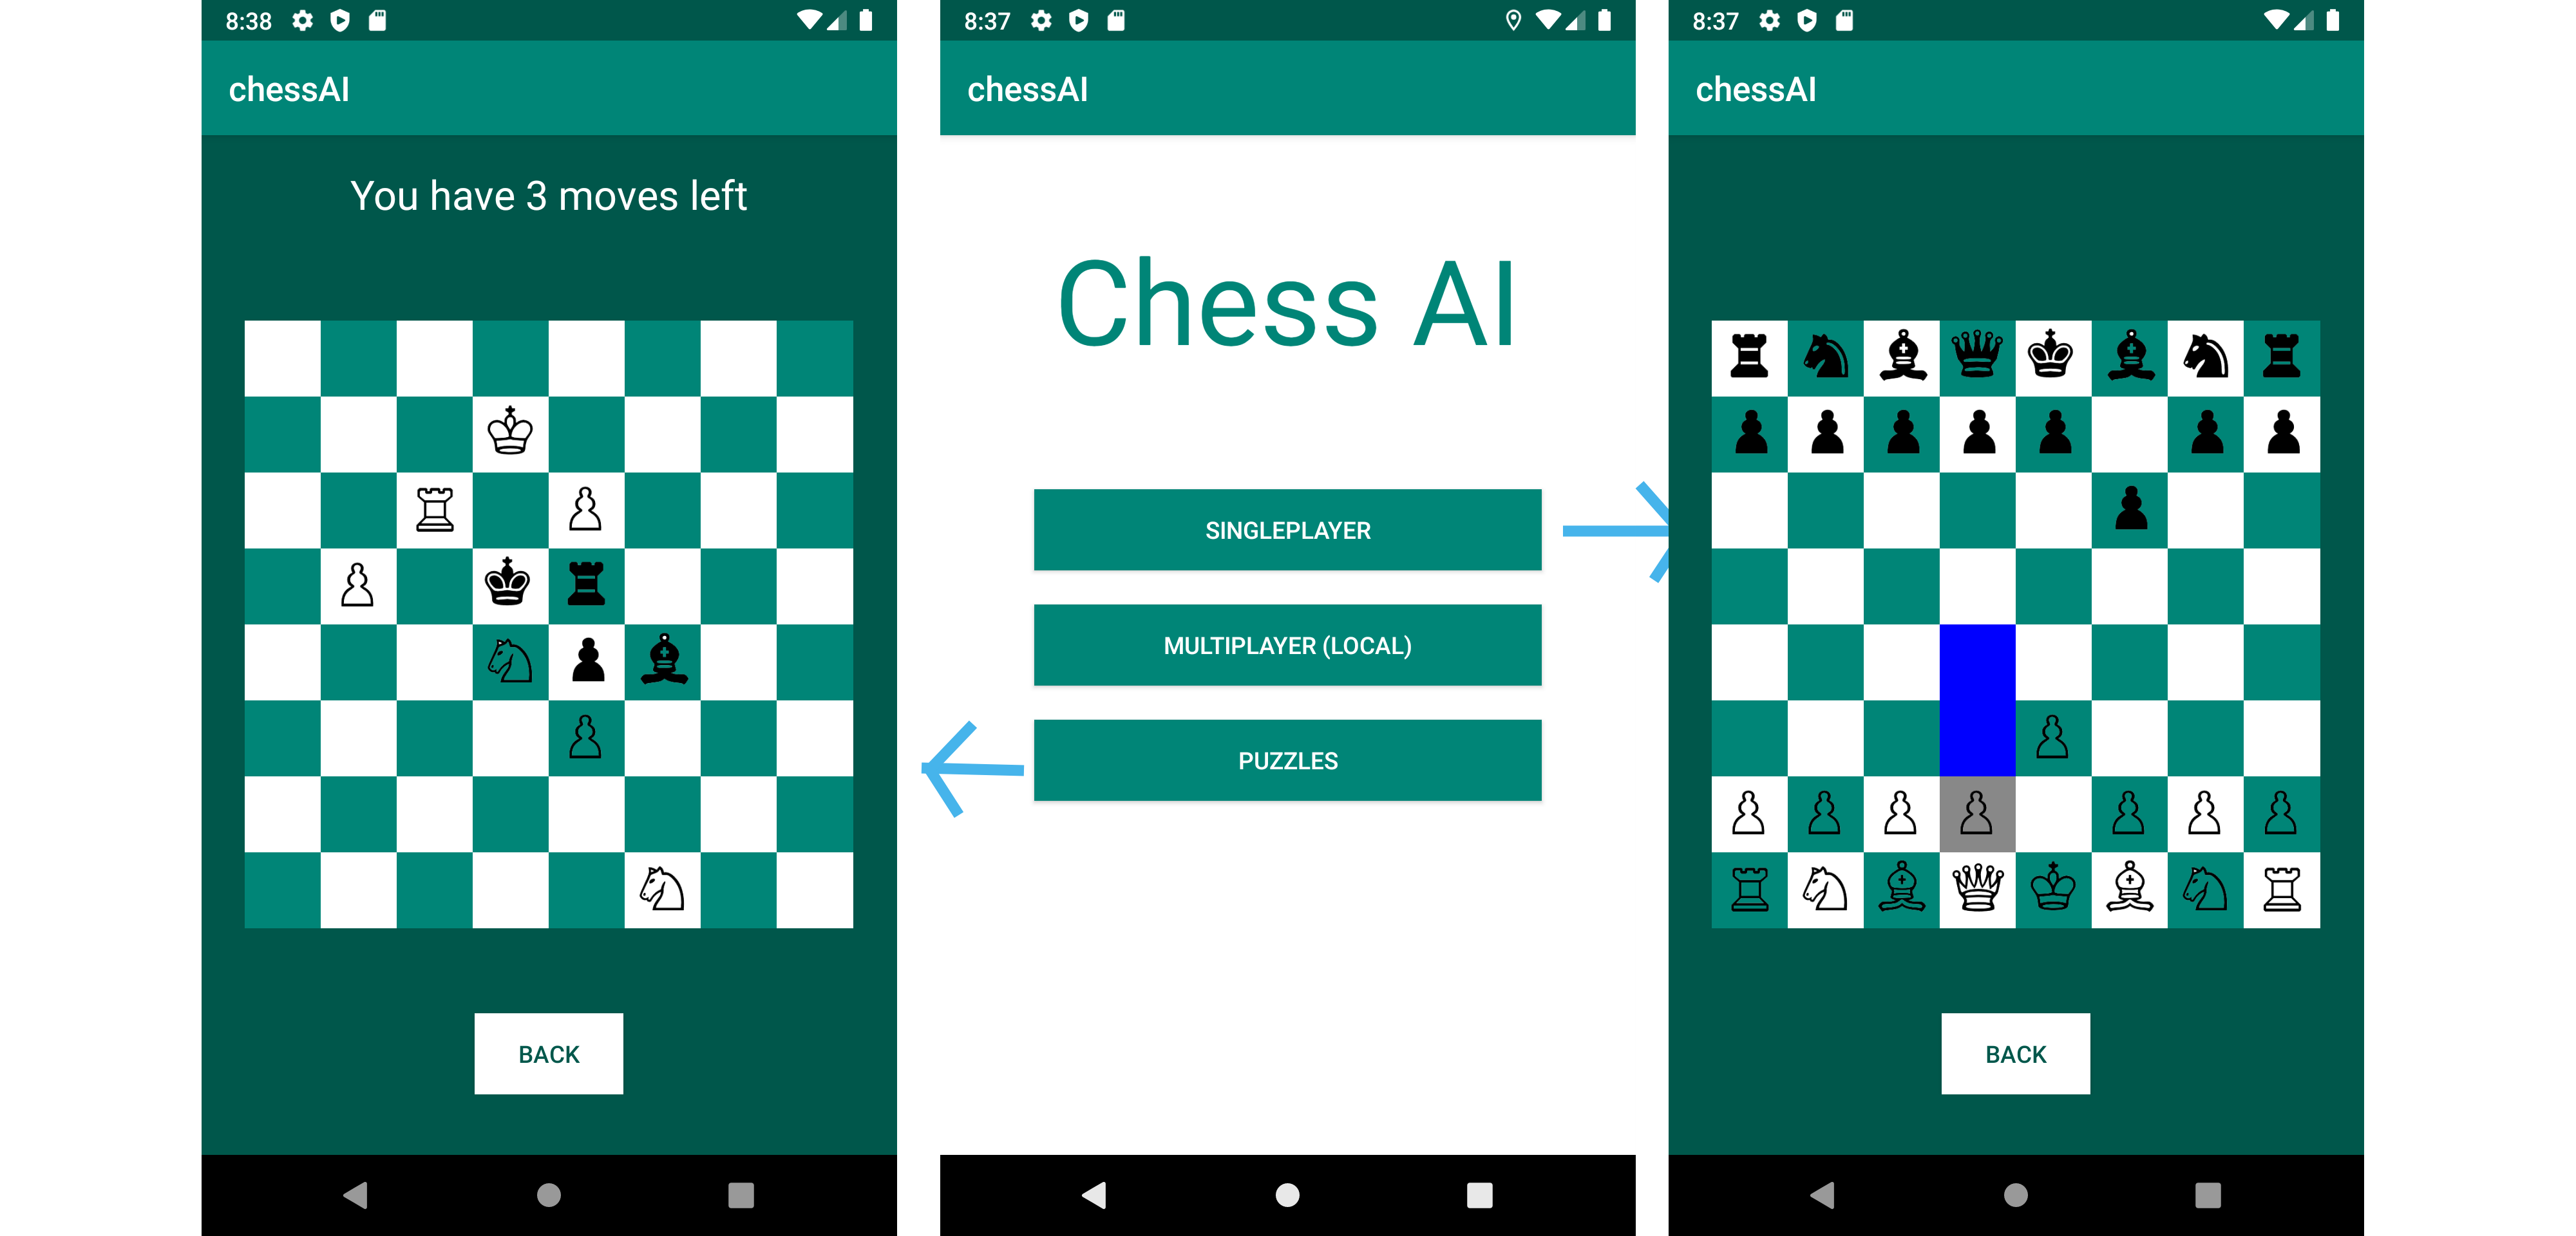 8:38
chessAI
You have 3 moves left
BACK
8:37
chessAI
Chess AI
SINGLEPLAYER
MULTIPLAYER (LOCAL)
PUZZLES
8:37
chessAI
BACK